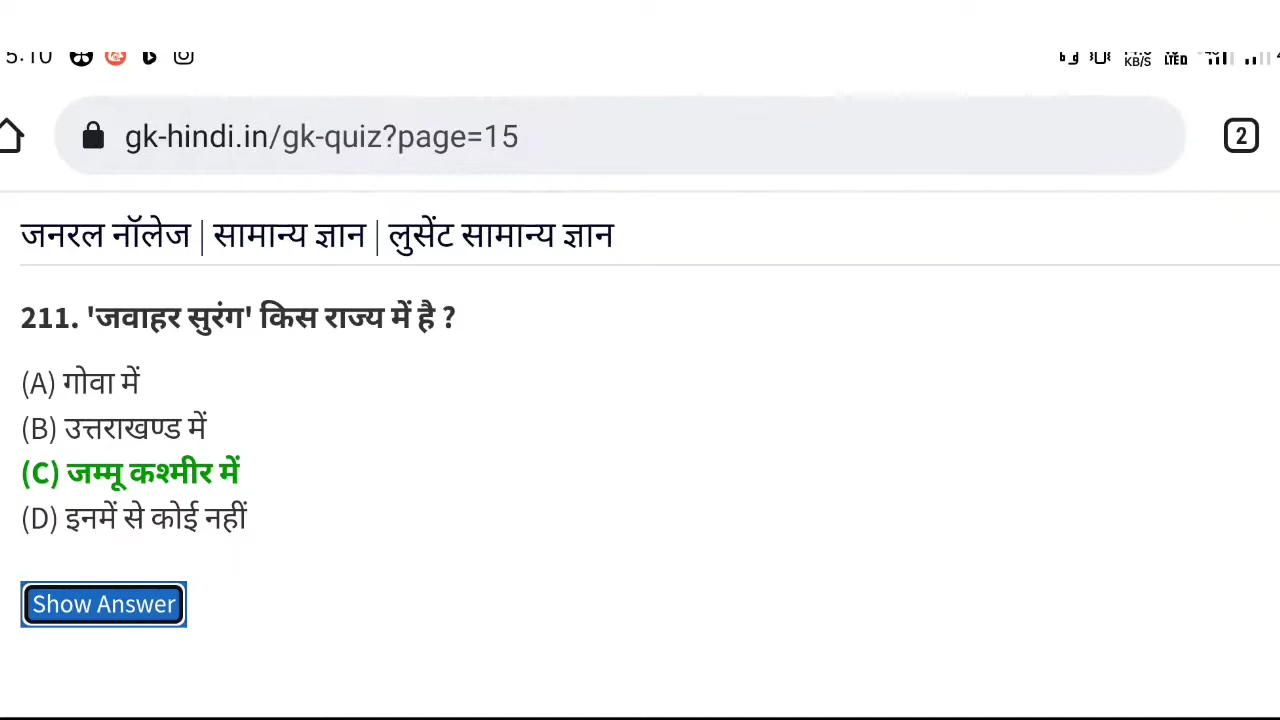 5:10
KB/S
gk-hindi.in/gk-quiz?page=15
2
जनरल नॉलेज | सामान्य ज्ञान | लुसेंट सामान्य ज्ञान
211. 'जवाहर सुरंग' किस राज्य में है ?
(A) गोवा में
(B) उत्तराखण्ड में
(C) जम्मू कश्मीर में
(D) इनमें से कोई नहीं
Show Answer